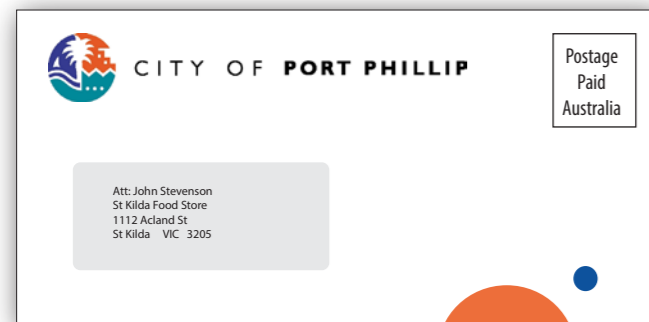 CITY OF PORT PHILLIP
Postage
Paid
Australia
Att: John Stevenson
St Kilda Food Store
1112 Acland St
St Kilda VIC 3205